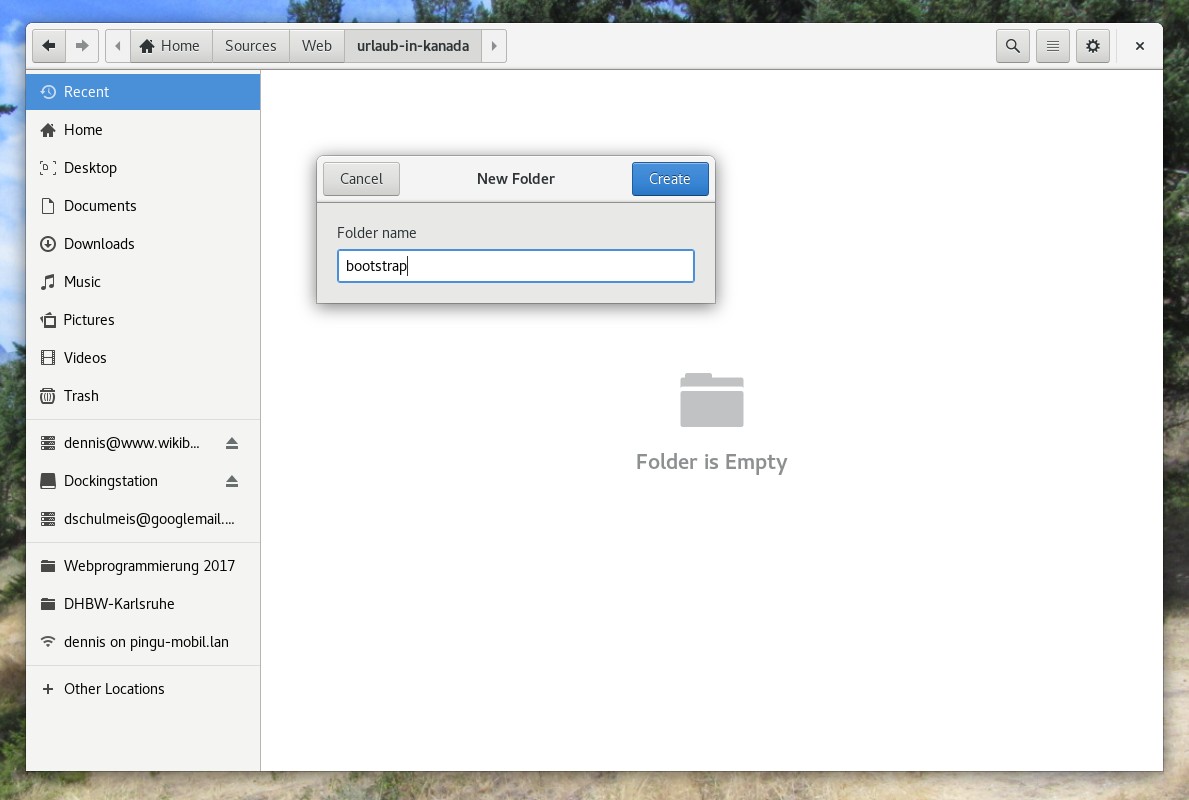 Home Sources Web urlaub-in-kanada
Recent
Home
Desktop
Documents
Downloads
Music
Pictures
Videos
Trash
dennis@www.wikib...
Dockingstation
dschulmeis@googlemail....
Webprogrammierung 2017
DHBW-Karlsruhe
dennis on pingu-mobil.lan
Other Locations
Cancel New Folder Create
Folder name
bootstrap
Folder is Empty